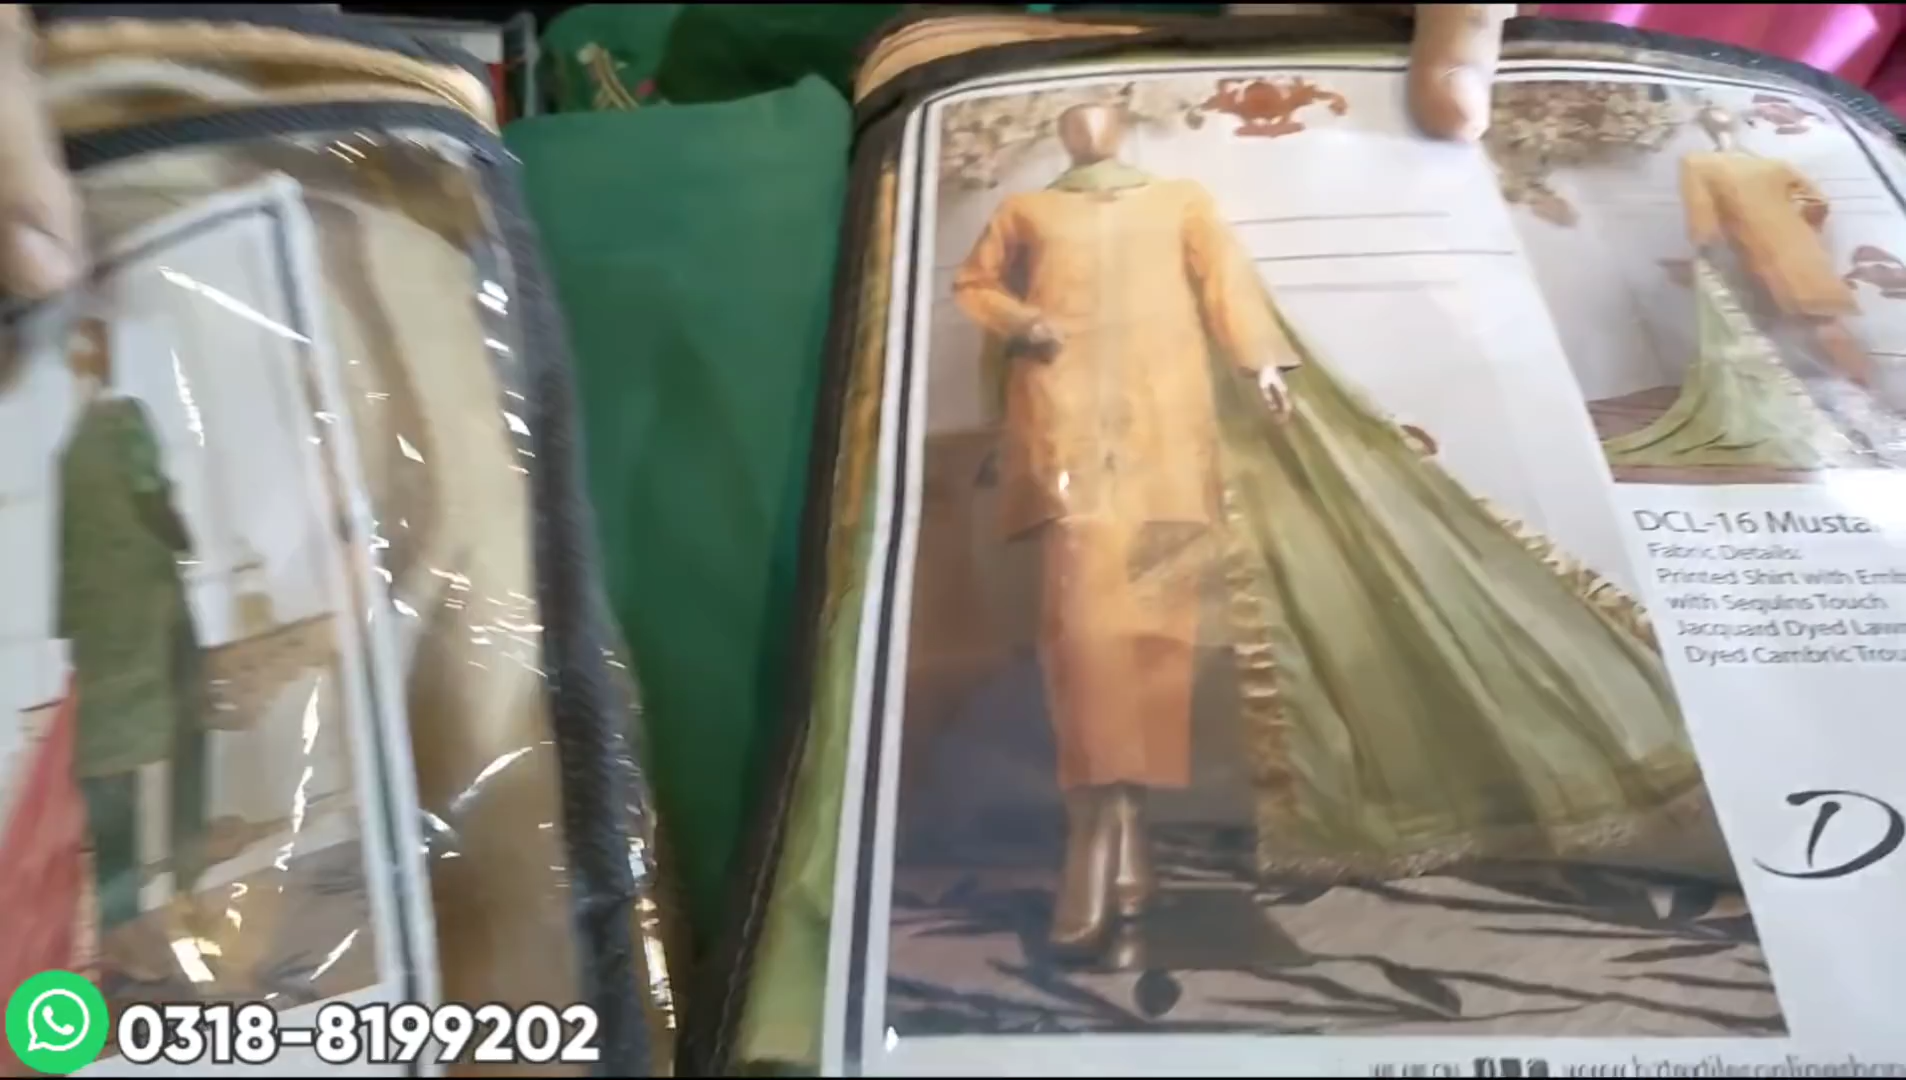 DCL-16 Musta
Fabric Details:
Printed Shirt with Emb
with Sequins Touch
Jacquard Dyed Lawn
Dyed Cambric Trou
D
0318-8199202